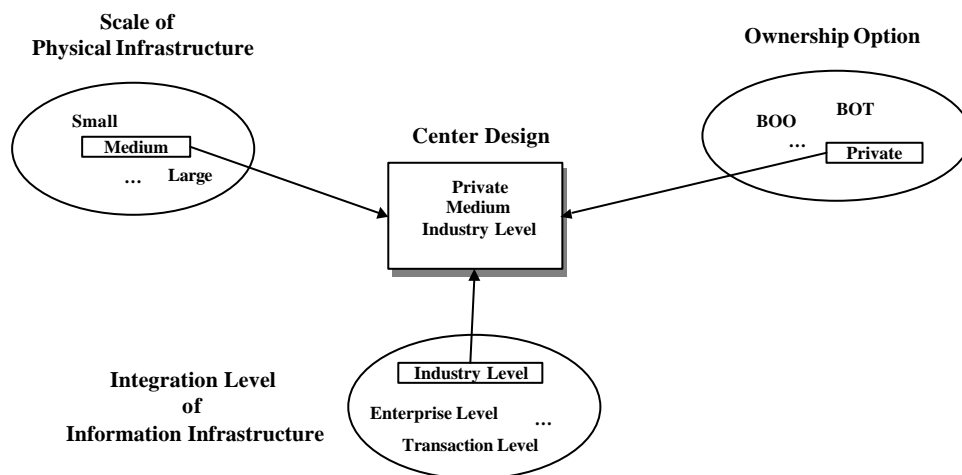 Scale of
Physical Infrastructure
Small
Medium
... Large
Ownership Option
BOT
BOO
...
Private
Center Design
Private
Medium
Industry Level
Integration Level
of
Information Infrastructure
Industry Level
Enterprise Level ...
Transaction Level